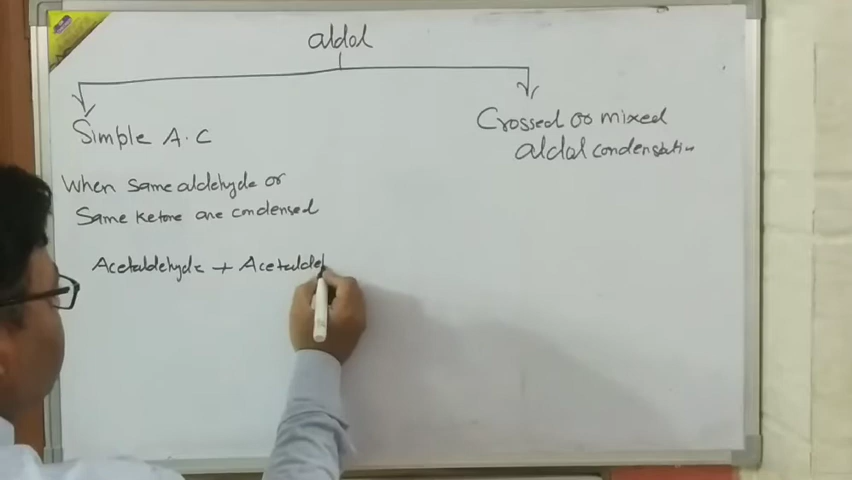 aldol
Simple A.C
Crossed or mixed
aldol condensation
When same aldehyde or
Same ketone are condensed
Acetaldehyde + Acetalde